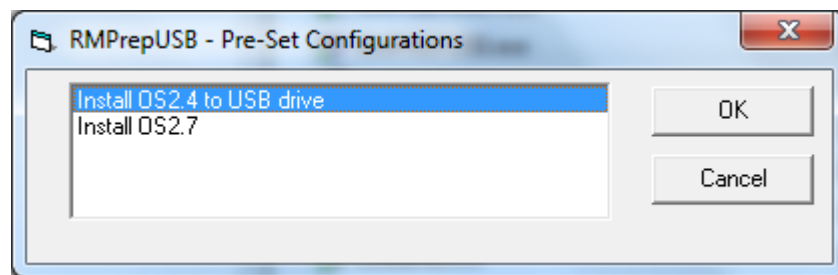 RMPrepUSB - Pre-Set Configurations
Install OS2.4 to USB drive
Install OS2.7
OK
Cancel